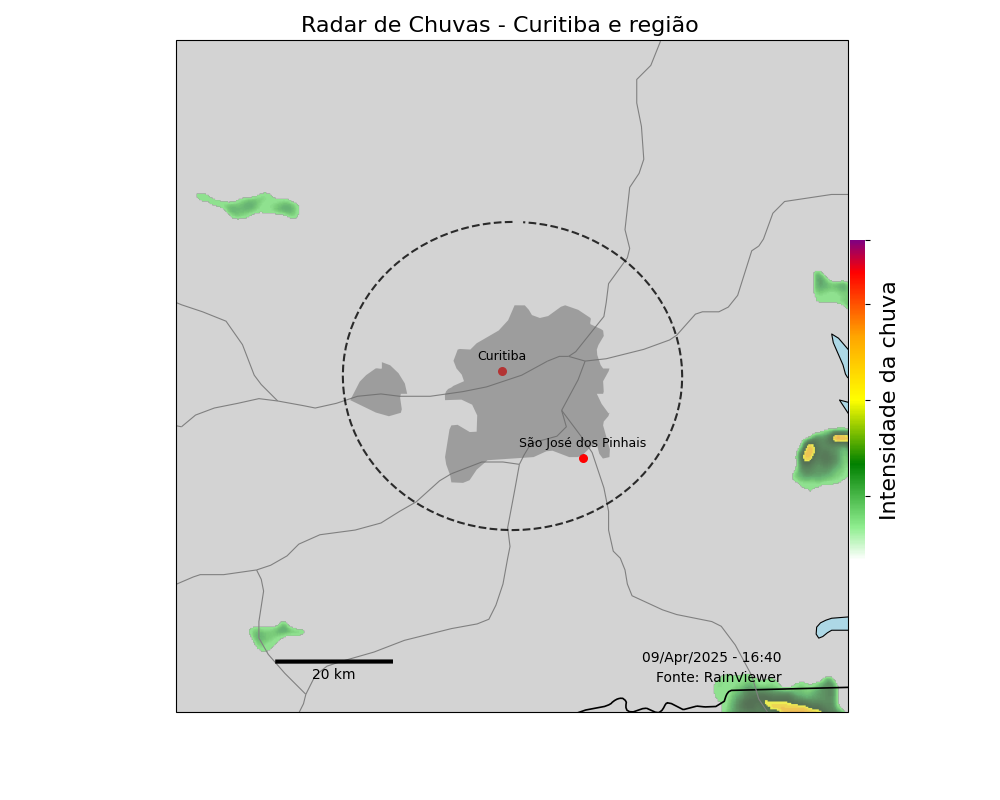 Radar de Chuvas - Curitiba e região
Curitiba
Intensidade da chuva
São José dos Pinhais
09/Apr/2025 - 16:40
20 km
Fonte: RainViewer